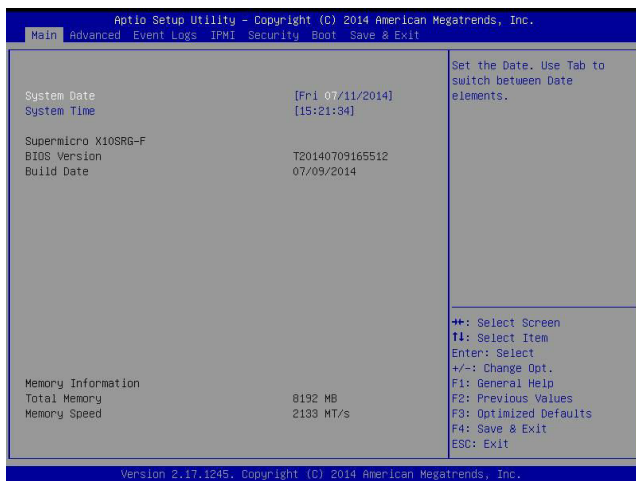 Aptio Setup Utility – Copyright (C) 2014 American Megatrends, Inc.
Main Advanced Event Logs IPMI Security Boot Save & Exit
Set the Date. Use Tab to
switch between Date
elements.
System Date [Fri 07/11/2014]
System Time [15:21:34]
Supermicro X10SRG-F
BIOS Version T20140709165512
Build Date 07/09/2014
Memory Information
Total Memory 8192 MB
Memory Speed 2133 MT/s
→←: Select Screen
↑↓: Select Item
Enter: Select
+/-: Change Opt.
F1: General Help
F2: Previous Values
F3: Optimized Defaults
F4: Save & Exit
ESC: Exit
Version 2.17.1245. Copyright (C) 2014 American Megatrends, Inc.